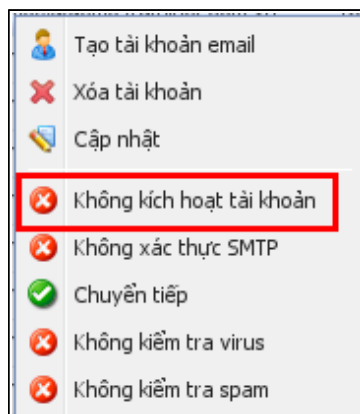 Tạo tài khoản email
Xóa tài khoản
Cập nhật
Không kích hoạt tài khoản
Không xác thực SMTP
Chuyển tiếp
Không kiểm tra virus
Không kiểm tra spam